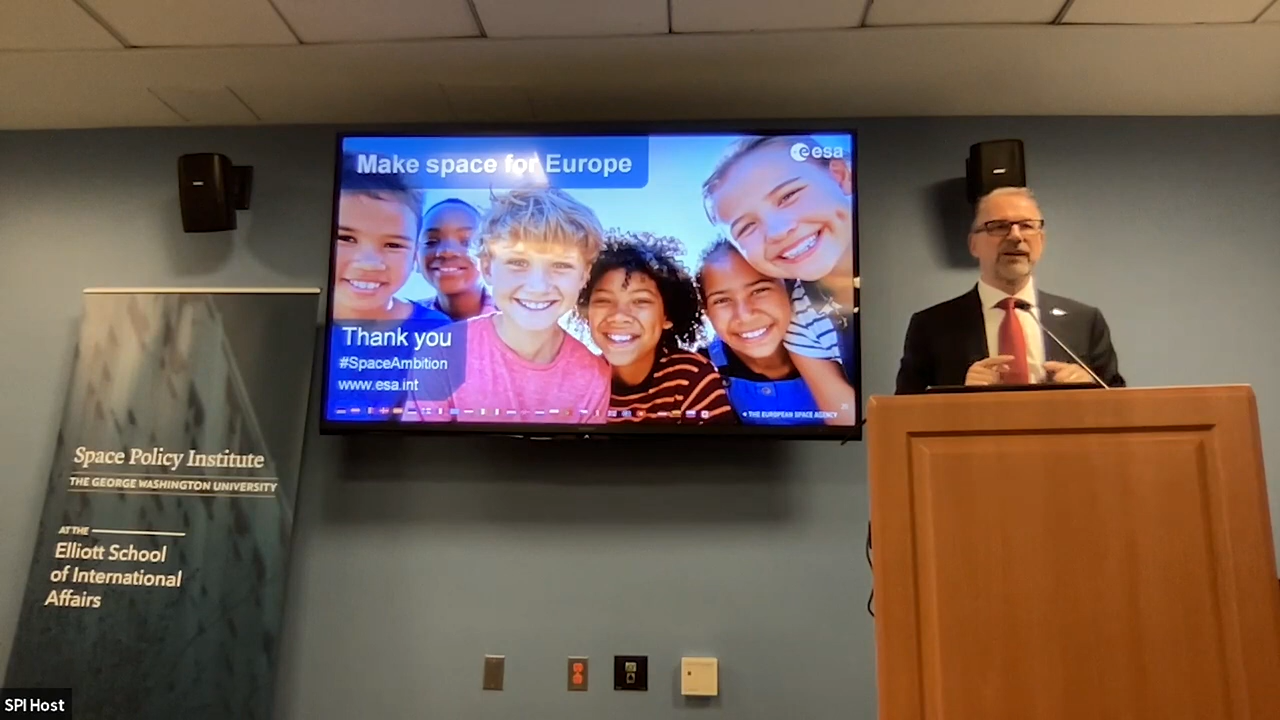 Make space for Europe
esa
Thank you
#SpaceAmbition
www.esa.int
THE EUROPEAN SPACE AGENCY
Space Policy Institute
THE GEORGE WASHINGTON UNIVERSITY
AT THE
Elliott School
of International
Affairs
SPI Host